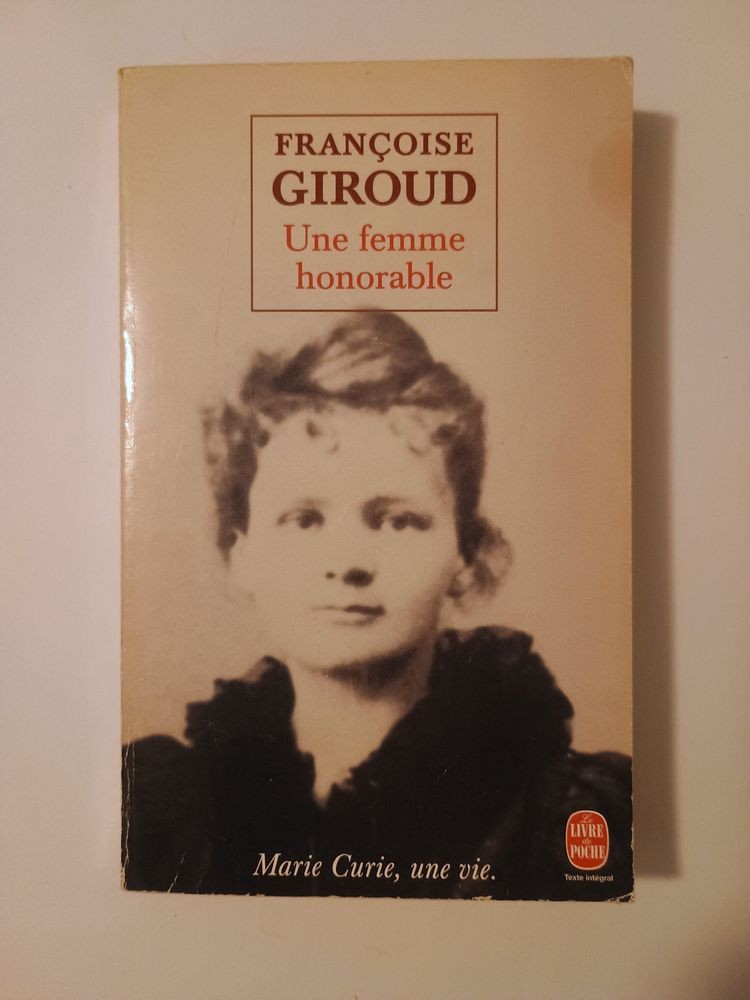 FRANÇOISE
GIROUD
Une femme
honorable
Marie Curie, une vie.
Le
LIVRE
de
POCHE
Texte intégral